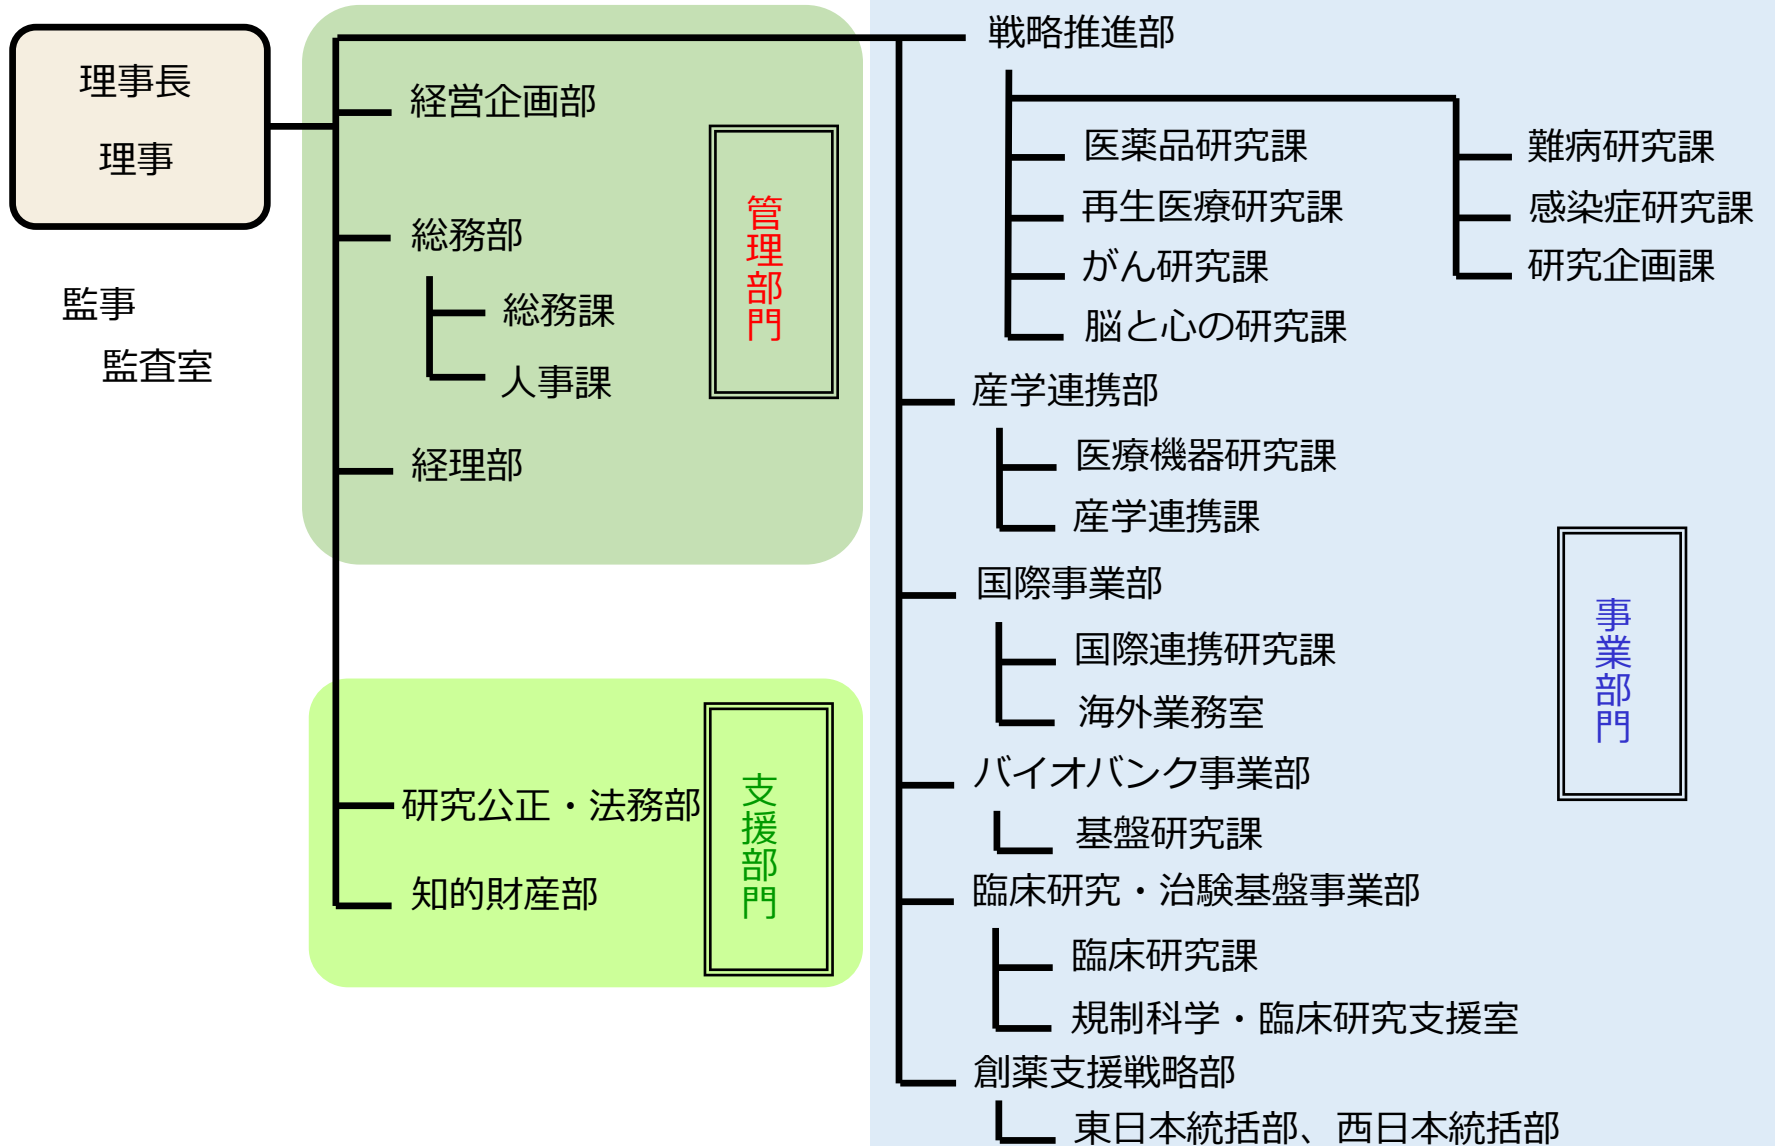 理事長
理事
監事
監査室
経営企画部
総務部
総務課
人事課
経理部
管理部門
研究公正・法務部
知的財産部
支援部門
戦略推進部
医薬品研究課
再生医療研究課
がん研究課
脳と心の研究課
難病研究課
感染症研究課
研究企画課
産学連携部
医療機器研究課
産学連携課
国際事業部
国際連携研究課
海外業務室
バイオバンク事業部
基盤研究課
臨床研究・治験基盤事業部
臨床研究課
規制科学・臨床研究支援室
創薬支援戦略部
東日本統括部、西日本統括部
事業部門